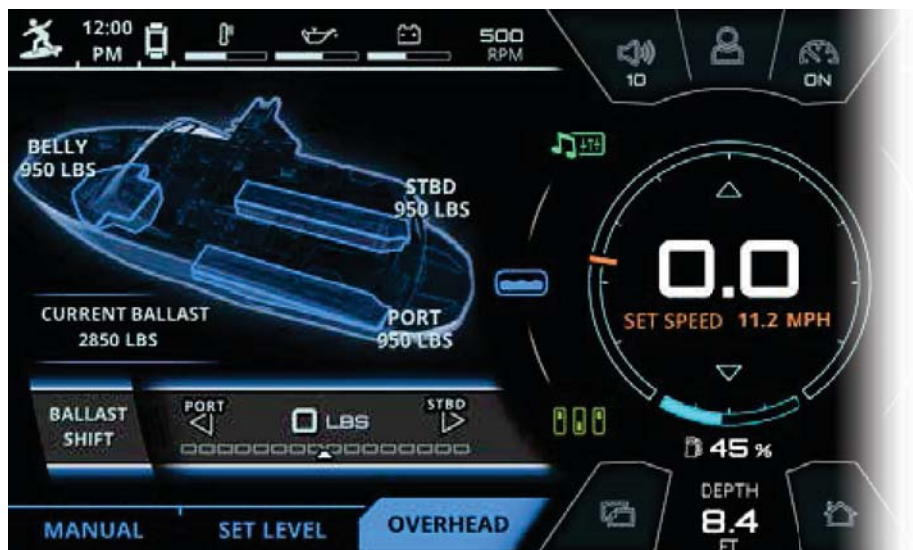 12:00
PM
500
RPM
10
ON
BELLY
950 LBS
STBD
950 LBS
0.0
SET SPEED 11.2 MPH
CURRENT BALLAST
2850 LBS
PORT
950 LBS
BALLAST
SHIFT
PORT
0 LBS
STBD
45 %
DEPTH
8.4
FT
MANUAL
SET LEVEL
OVERHEAD